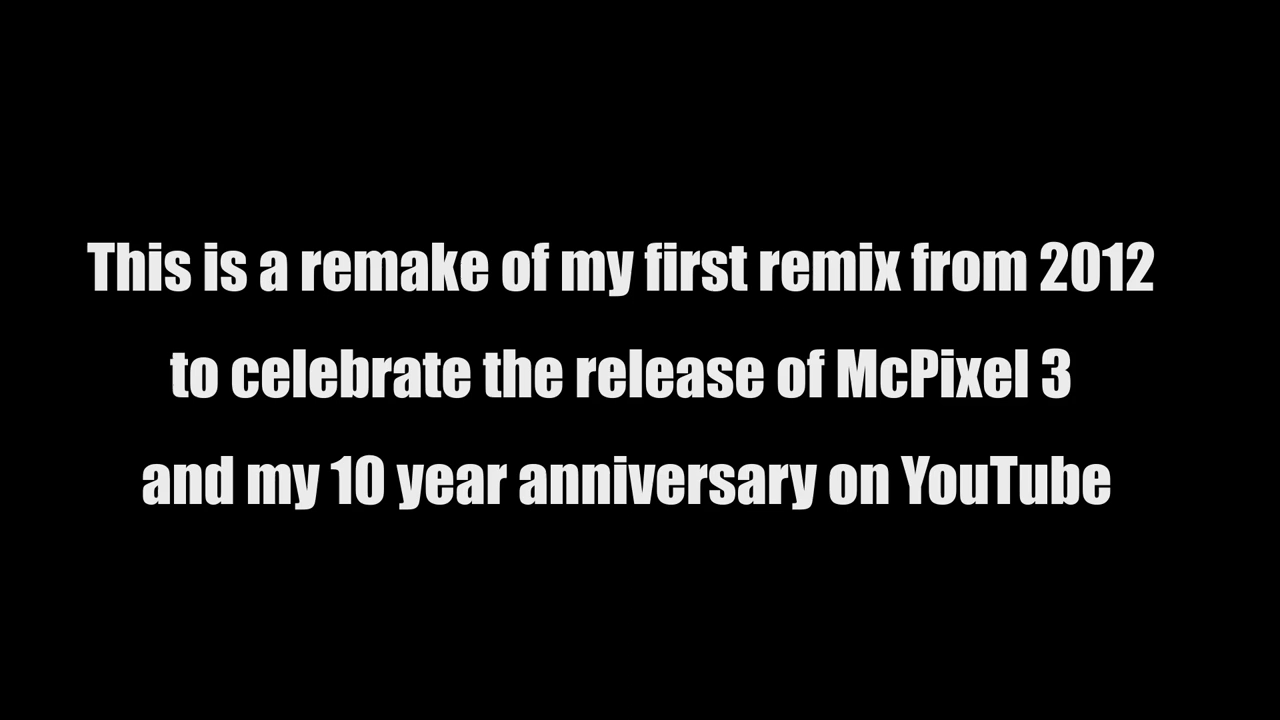 This is a remake of my first remix from 2012
to celebrate the release of McPixel 3
and my 10 year anniversary on YouTube